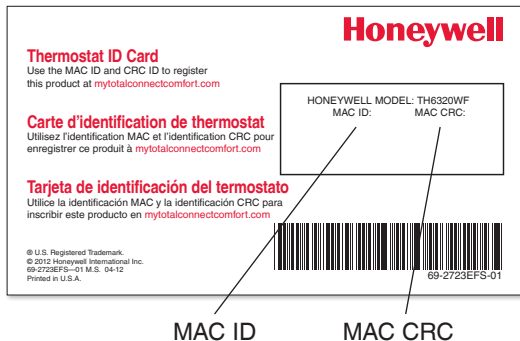 Honeywell
Thermostat ID Card
Use the MAC ID and CRC ID to register
this product at mytotalconnectcomfort.com
HONEYWELL MODEL: TH6320WF
MAC ID: MAC CRC:
Carte d'identification de thermostat
Utilisez l'identification MAC et l'identification CRC pour
enregistrer ce produit à mytotalconnectcomfort.com
Tarjeta de identificación del termostato
Utilice la identificación MAC y la identificación CRC para
inscribir este producto en mytotalconnectcomfort.com
® U.S. Registered Trademark.
© 2012 Honeywell International Inc.
69-2723EFS—01 M.S. 04-12
Printed in U.S.A.
69-2723EFS-01
MAC ID MAC CRC